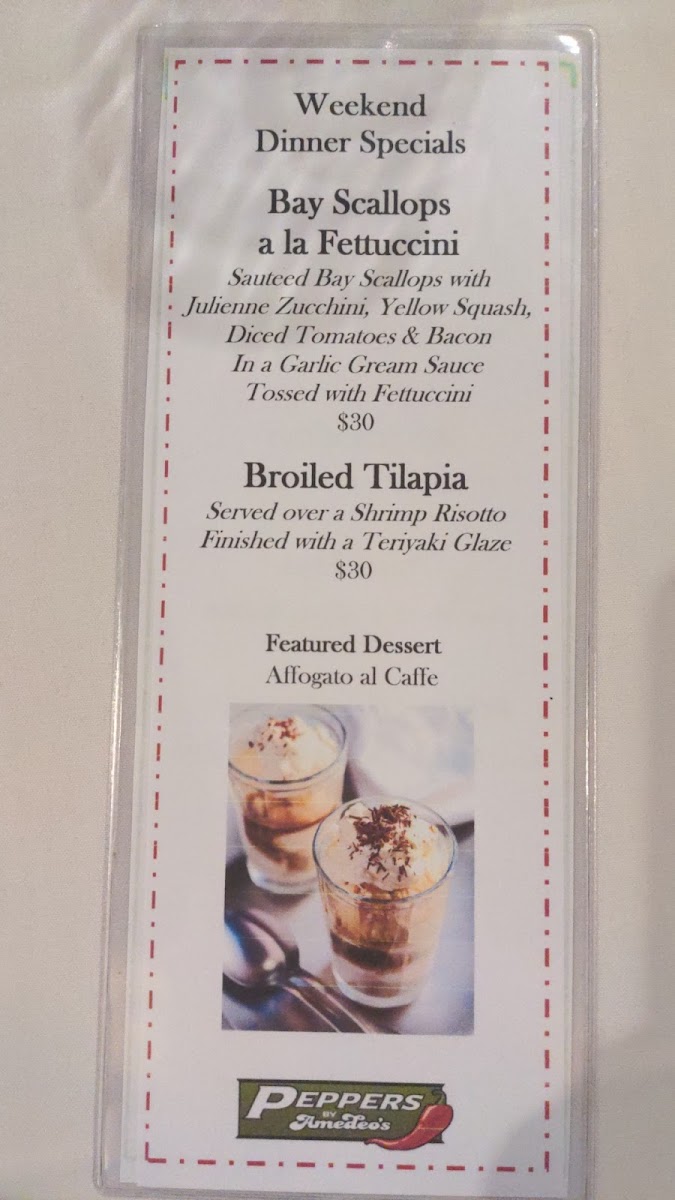 Weekend
Dinner Specials
Bay Scallops
a la Fettuccini
Sauteed Bay Scallops with
Julienne Zucchini, Yellow Squash,
Diced Tomatoes & Bacon
In a Garlic Gream Sauce
Tossed with Fettuccini
$30
Broiled Tilapia
Served over a Shrimp Risotto
Finished with a Teriyaki Glaze
$30
Featured Dessert
Affogato al Caffe
PEPPERS
BY
Amedeo's